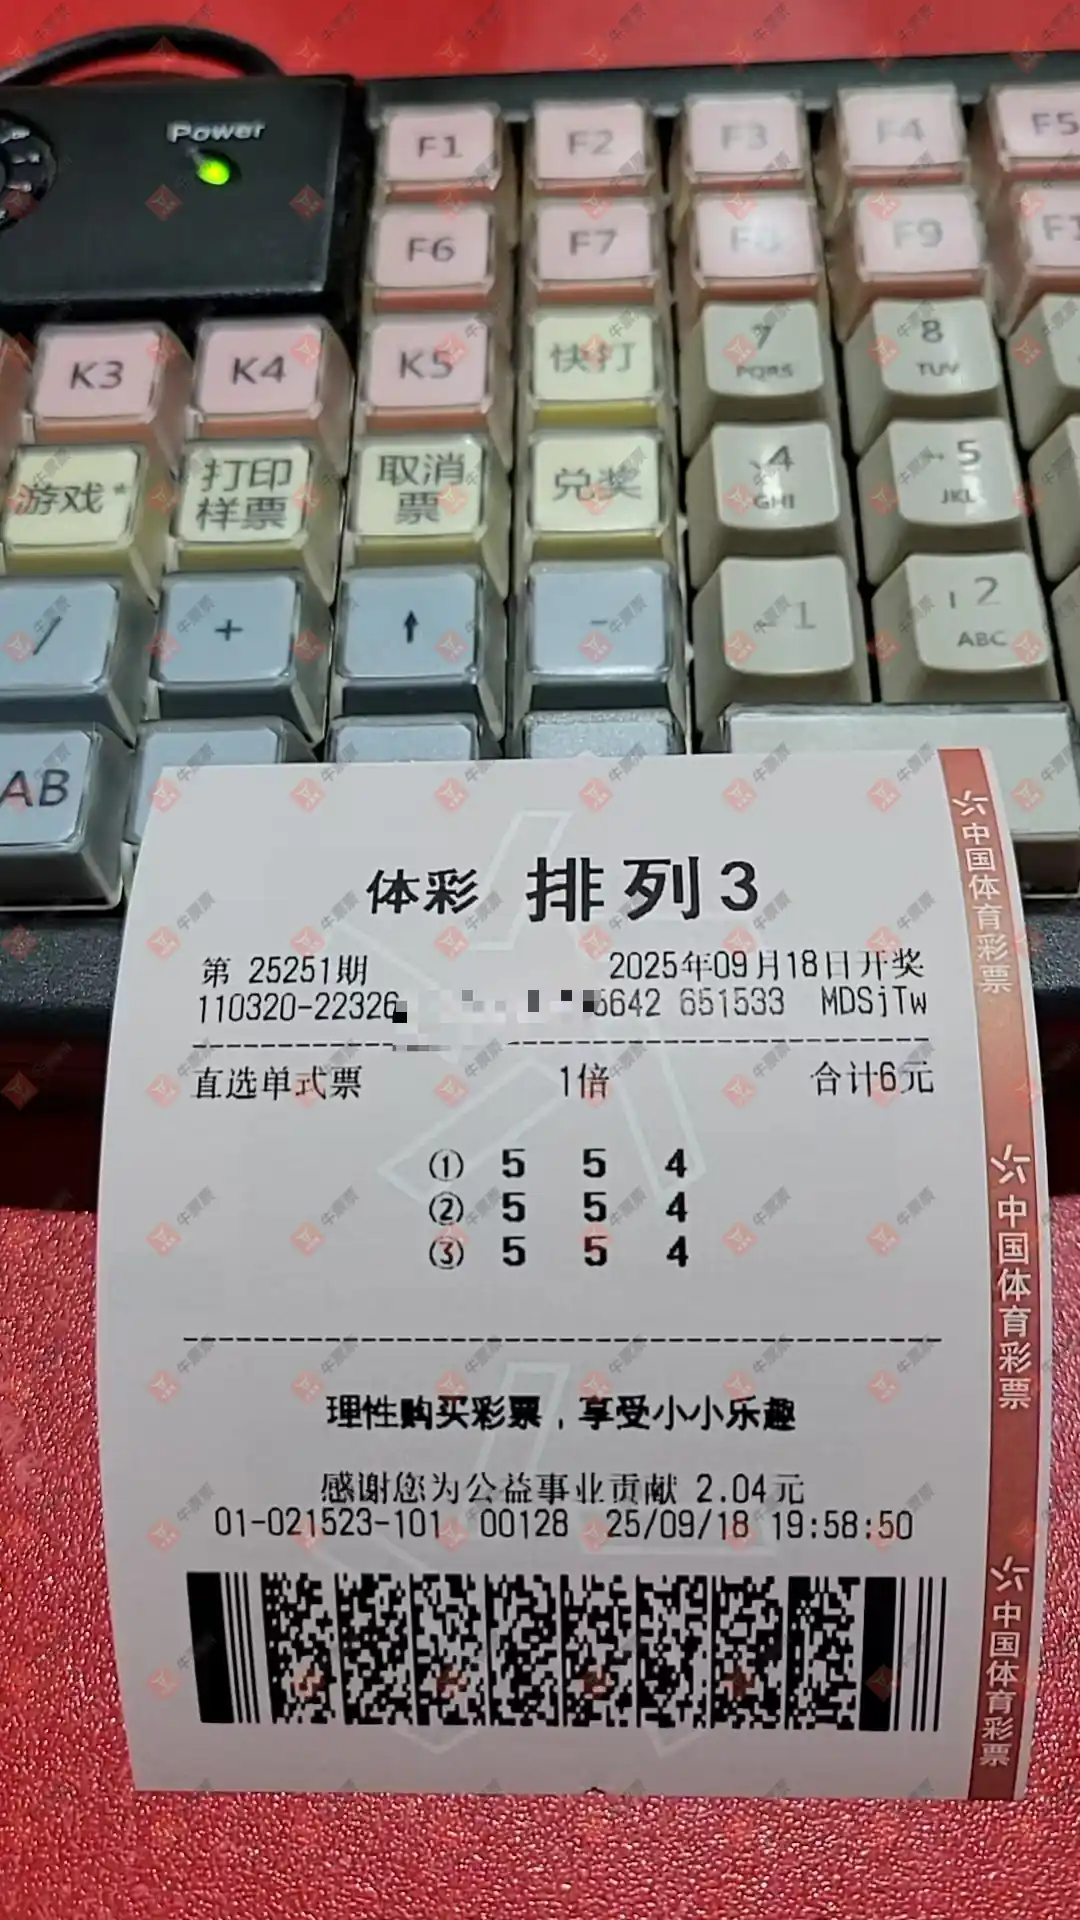 Power
F1 F2 F3 F4 F5
F6 F7 F8 F9
K3 K4 K5 快打 7 PQRS 8 TUV
游戏* 打印样票 取消票 兑奖 4 GHI 5 JKL
/ + ↑ - 1 2 ABC
AB
体彩 排列3
第 25251期 2025年09月18日开奖
110320-22326 6642 651533 MDSjTw
直选单式票 1倍 合计6元
① 5 5 4
② 5 5 4
③ 5 5 4
理性购买彩票，享受小小乐趣
感谢您为公益事业贡献 2.04元
01-021523-101 00128 25/09/18 19:58:50
中国体育彩票
中国体育彩票
中国体育彩票
牛票票